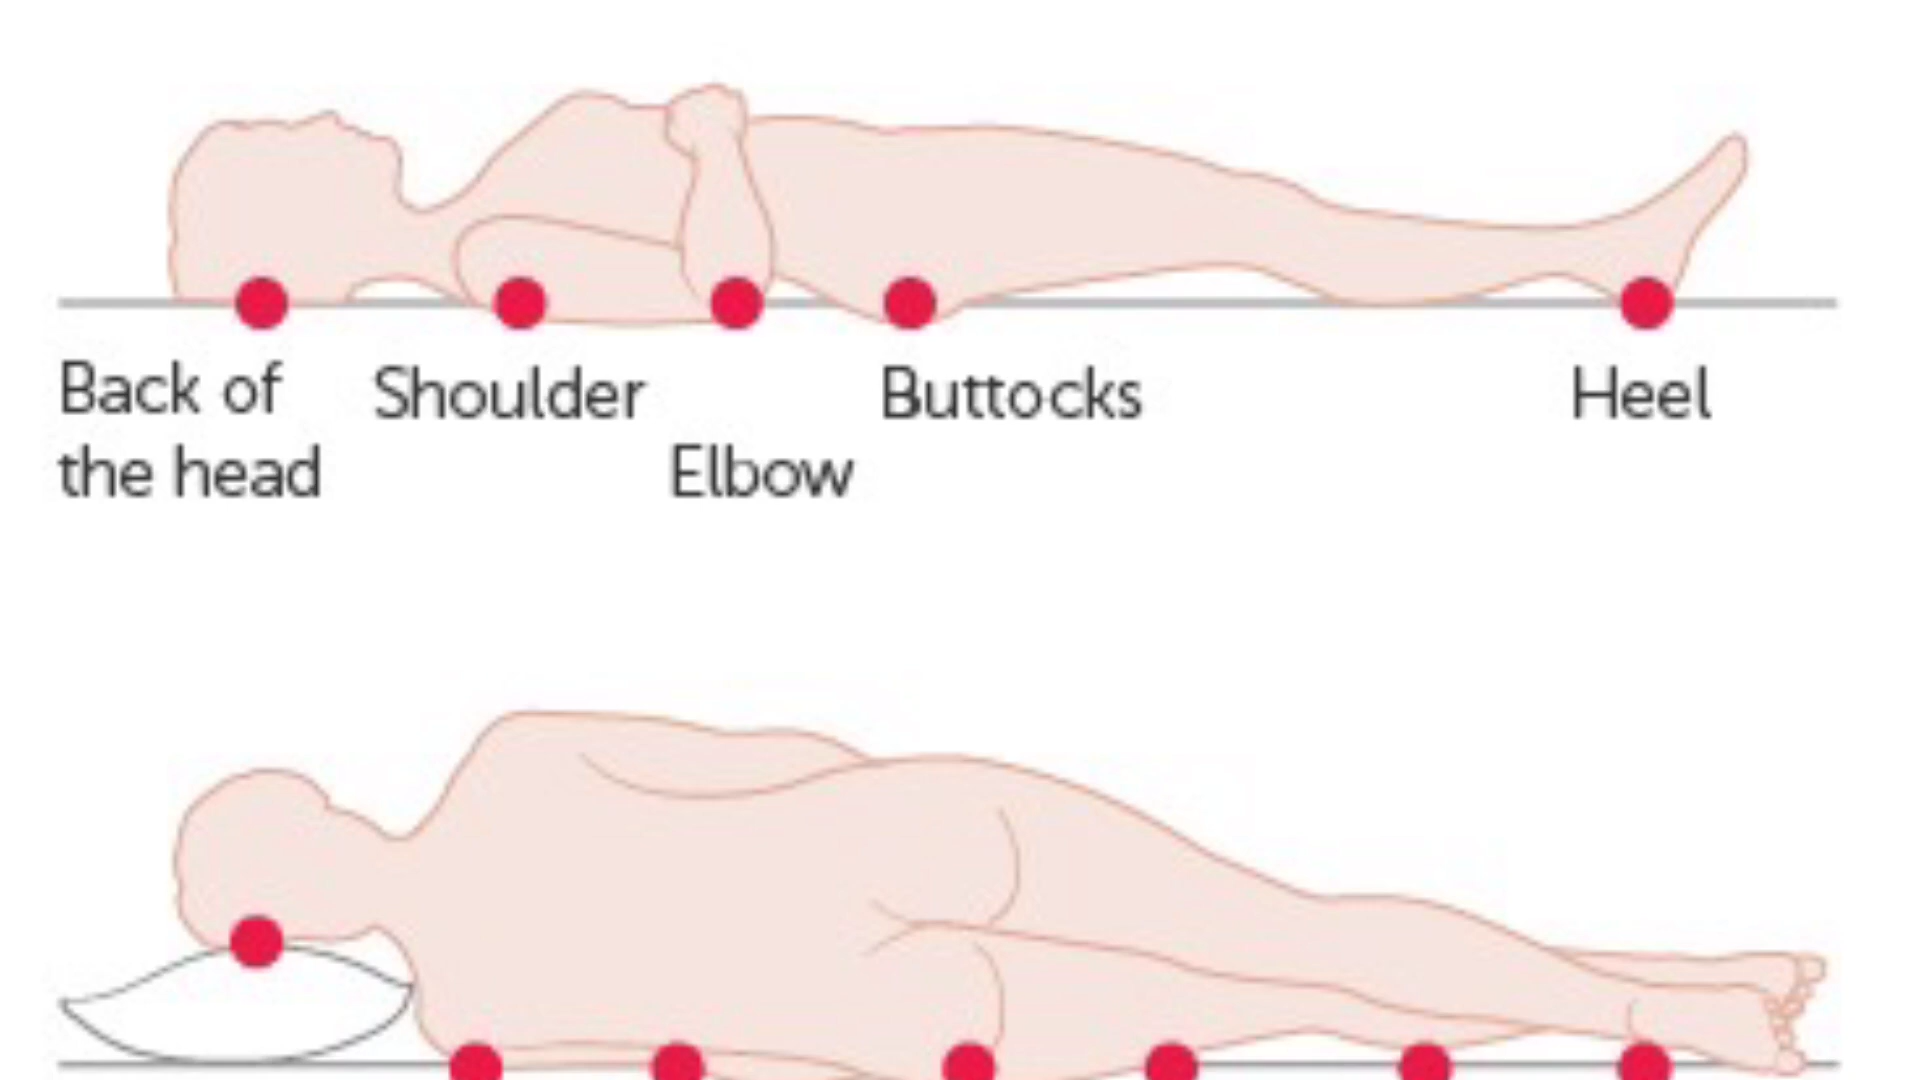 Back of
the head
Shoulder
Elbow
Buttocks
Heel